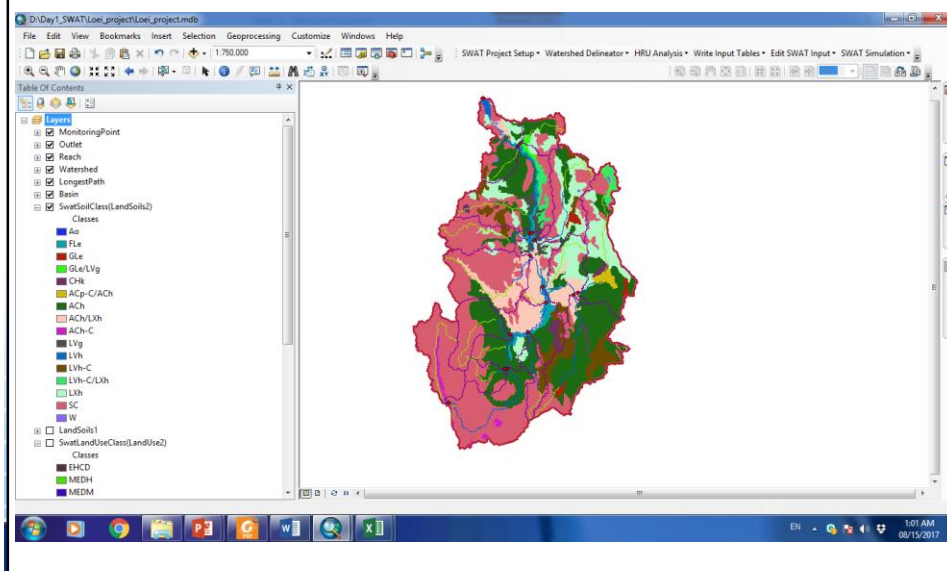 D:\Day1_SWAT\Loei_project\Loei_project.mdb
File Edit View Bookmarks Insert Selection Geoprocessing Customize Windows Help
1:750,000 SWAT Project Setup Watershed Delineator HRU Analysis Write Input Tables Edit SWAT Input SWAT Simulation
Table Of Contents
Layers
MonitoringPoint
Outlet
Reach
Watershed
LongestPath
Basin
SwatSoilClass(LandSoils2)
Classes
Ao
FLe
GLe
GLe/LVg
CHk
ACp-C/ACh
ACh
ACh/LXh
ACh-C
LVg
LVh
LVh-C
LVh-C/LXh
LXh
SC
W
LandSoils1
SwatLandUseClass(LandUse2)
Classes
EHCD
MEDH
MEDM
EN 1:01 AM
08/15/2017